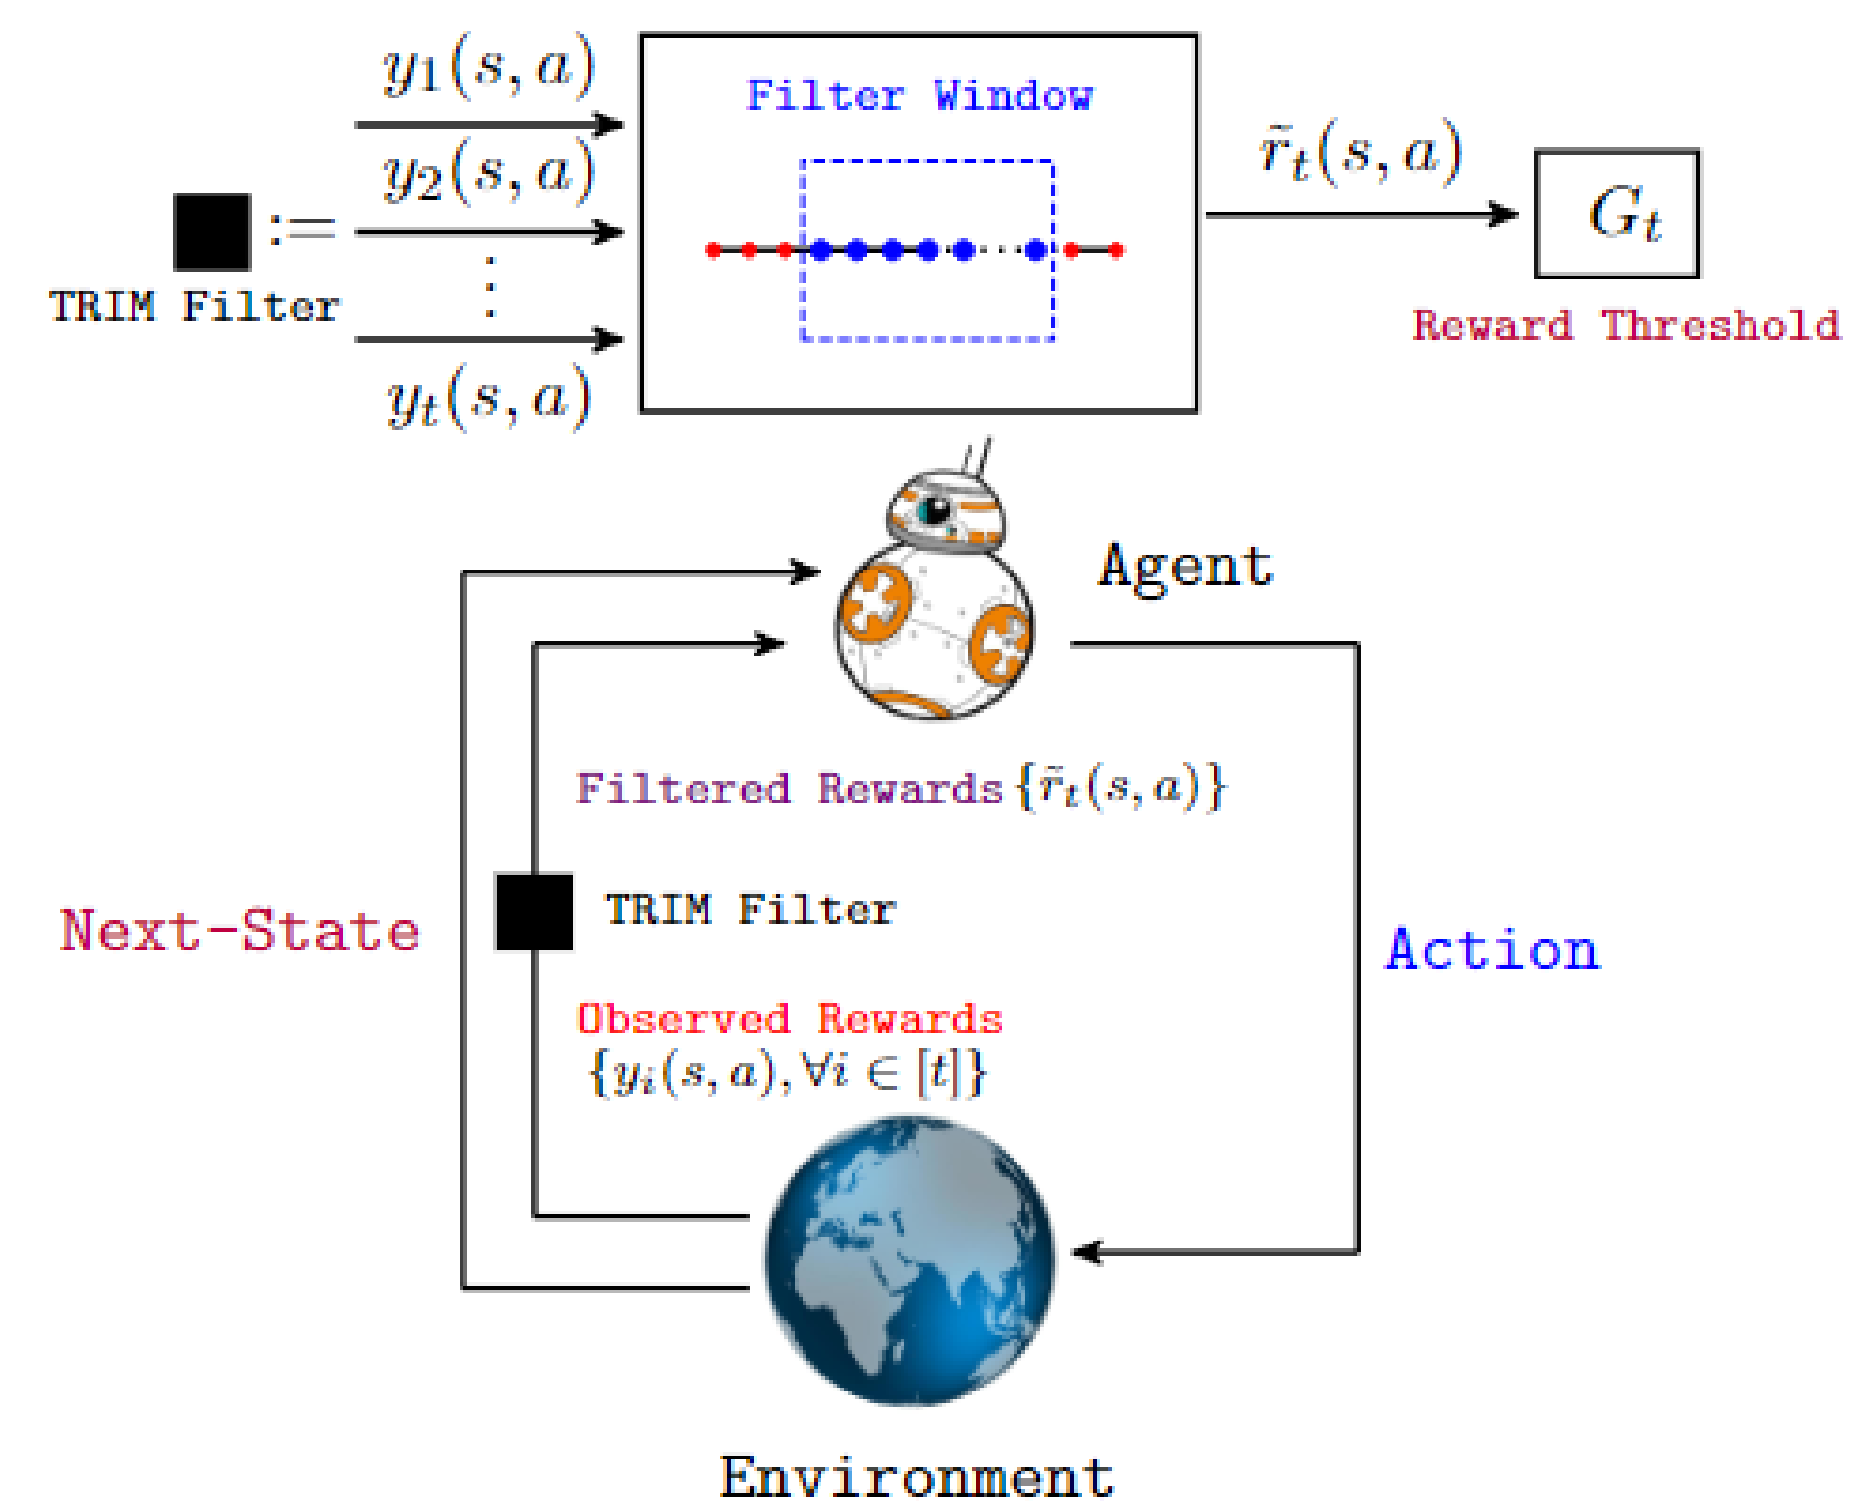 y₁(s, a)
Filter Window
r̃ₜ(s, a)
y₂(s, a)
:=
Gₜ
⋮
TRIM Filter
Reward Threshold
yₜ(s, a)
Agent
Filtered Rewards {r̃ₜ(s, a)}
TRIM Filter
Next-State
Action
Observed Rewards
{yᵢ(s, a), ∀i ∈ [t]}
Environment